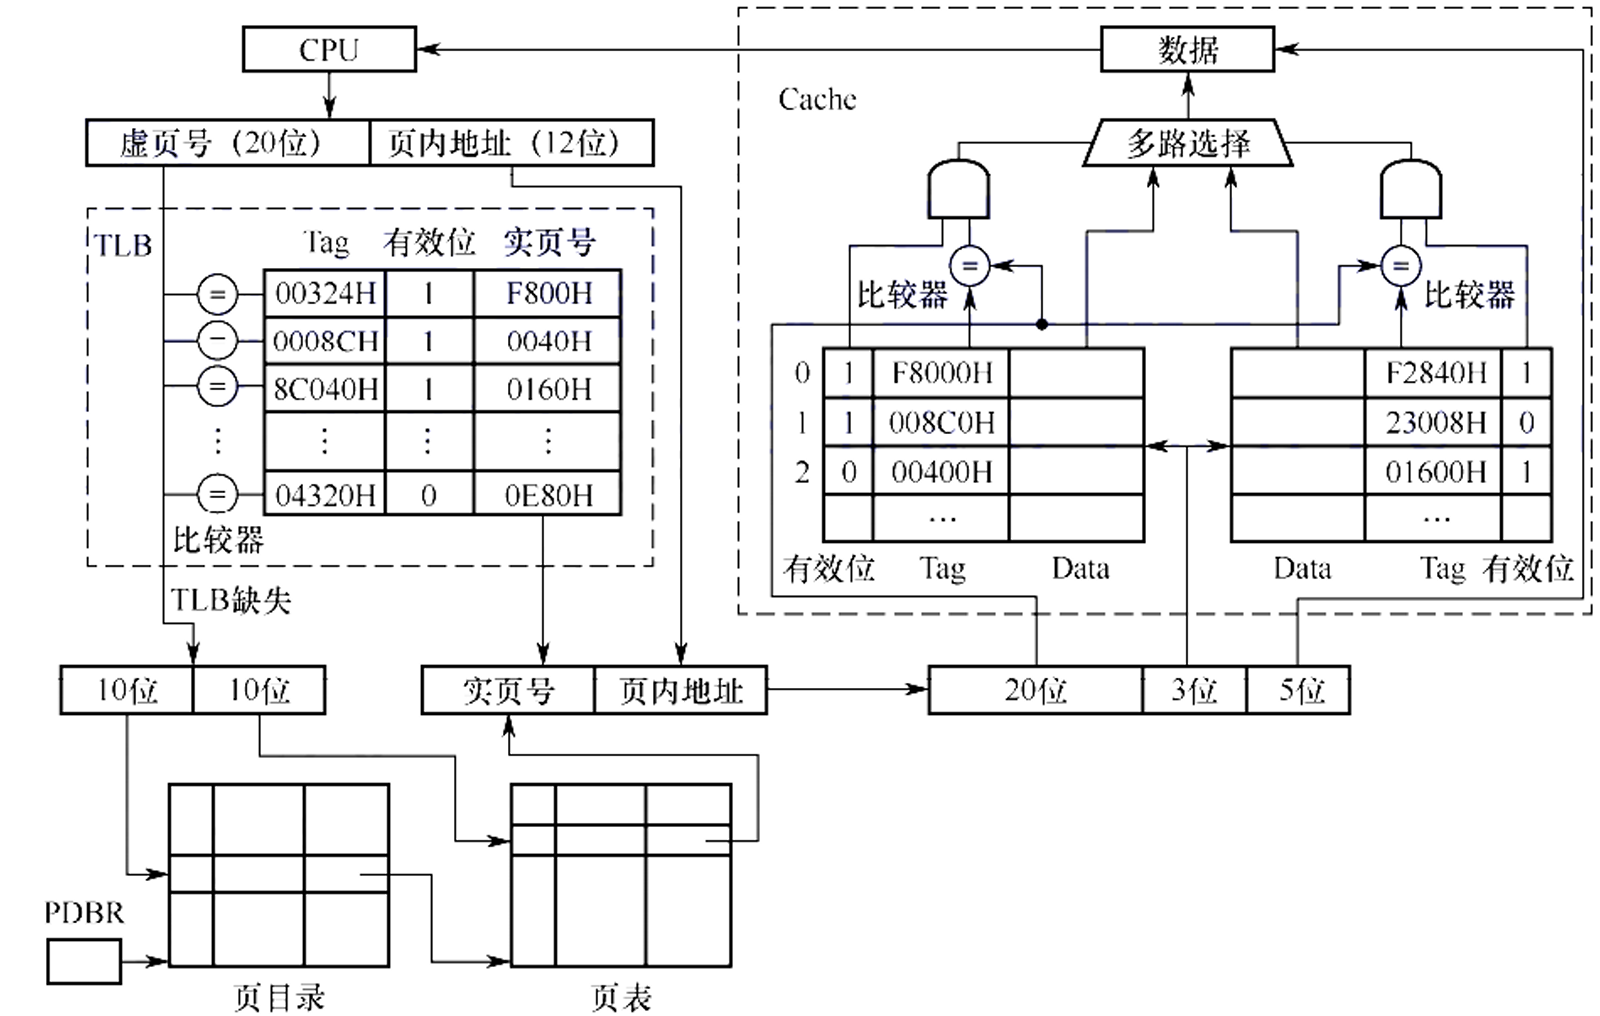 CPU
数据
Cache
虚页号（20位） 页内地址（12位）
多路选择
TLB Tag 有效位 实页号
= 00324H 1 F800H
− 0008CH 1 0040H
= 8C040H 1 0160H
⋮ ⋮ ⋮ ⋮
= 04320H 0 0E80H
比较器
TLB缺失
= =
比较器 比较器
0 1 F8000H F2840H 1
1 1 008C0H 23008H 0
2 0 00400H 01600H 1
… …
有效位 Tag Data Data Tag 有效位
10位 10位
实页号 页内地址
20位 3位 5位
PDBR
页目录
页表